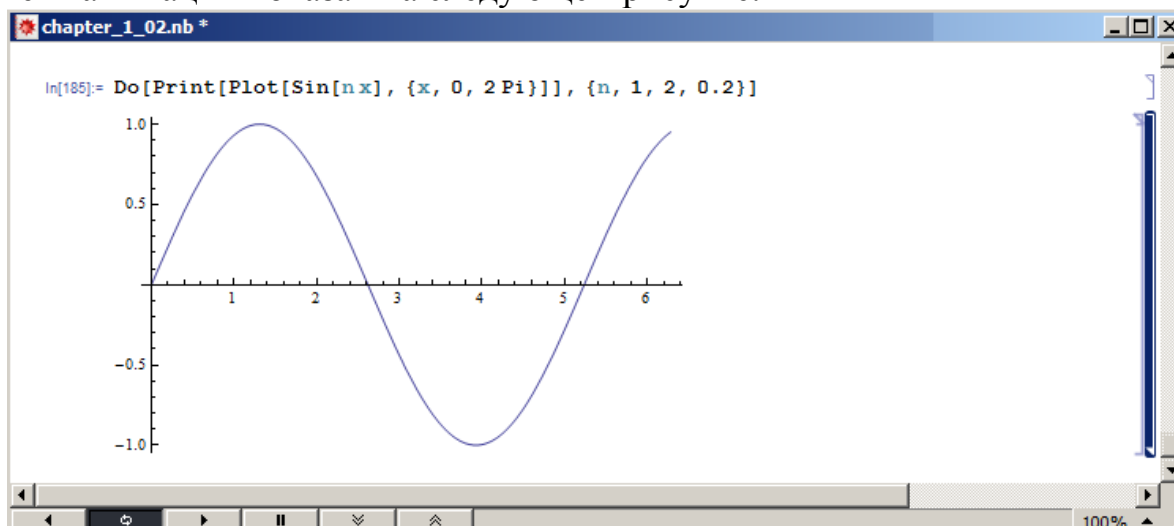 chapter_1_02.nb *
In[185]:= Do[Print[Plot[Sin[n x], {x, 0, 2 Pi}]], {n, 1, 2, 0.2}]
1.0
0.5
1 2 3 4 5 6
-0.5
-1.0
100%